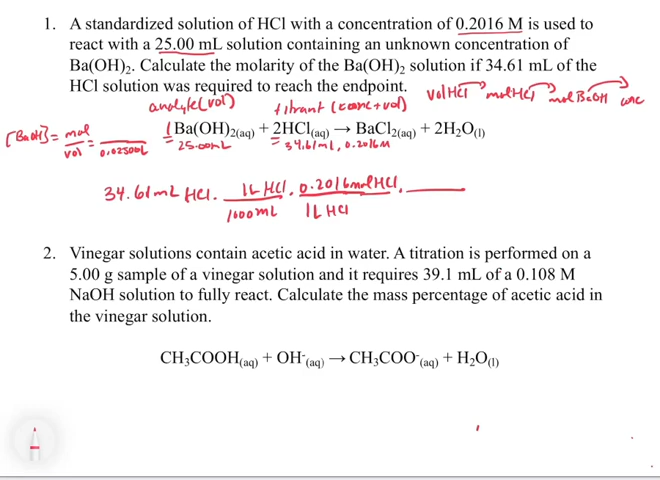 1. A standardized solution of HCl with a concentration of 0.2016 M is used to
react with a 25.00 mL solution containing an unknown concentration of
Ba(OH)₂. Calculate the molarity of the Ba(OH)₂ solution if 34.61 mL of the
HCl solution was required to reach the endpoint.
vol HCl mol HCl mol BaOH conc
analyte (vol) titrant (conc + vol)
[BaOH] = mol/vol = /0.02500L
1 Ba(OH)₂(aq) + 2HCl(aq) → BaCl₂(aq) + 2H₂O(l)
25.00mL 34.61ml, 0.2016M
34.61mL HCl · 1L HCl/1000mL · 0.2016mol HCl/1L HCl ·
2. Vinegar solutions contain acetic acid in water. A titration is performed on a
5.00 g sample of a vinegar solution and it requires 39.1 mL of a 0.108 M
NaOH solution to fully react. Calculate the mass percentage of acetic acid in
the vinegar solution.
CH₃COOH(aq) + OH⁻(aq) → CH₃COO⁻(aq) + H₂O(l)